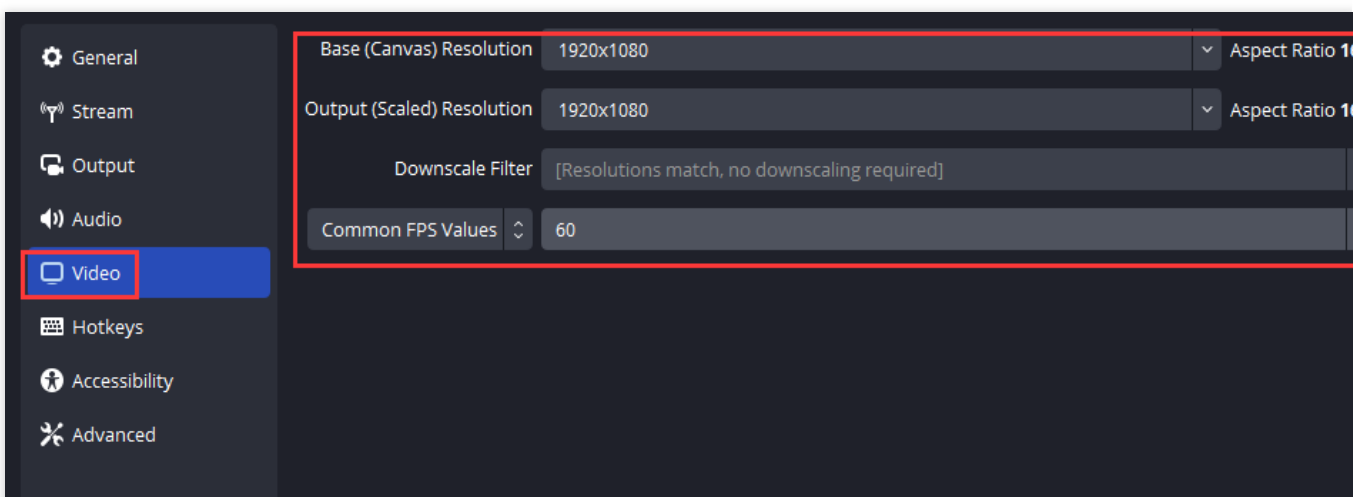 General
Stream
Output
Audio
Video
Hotkeys
Accessibility
Advanced
Base (Canvas) Resolution 1920x1080 Aspect Ratio
Output (Scaled) Resolution 1920x1080 Aspect Ratio
Downscale Filter [Resolutions match, no downscaling required]
Common FPS Values 60